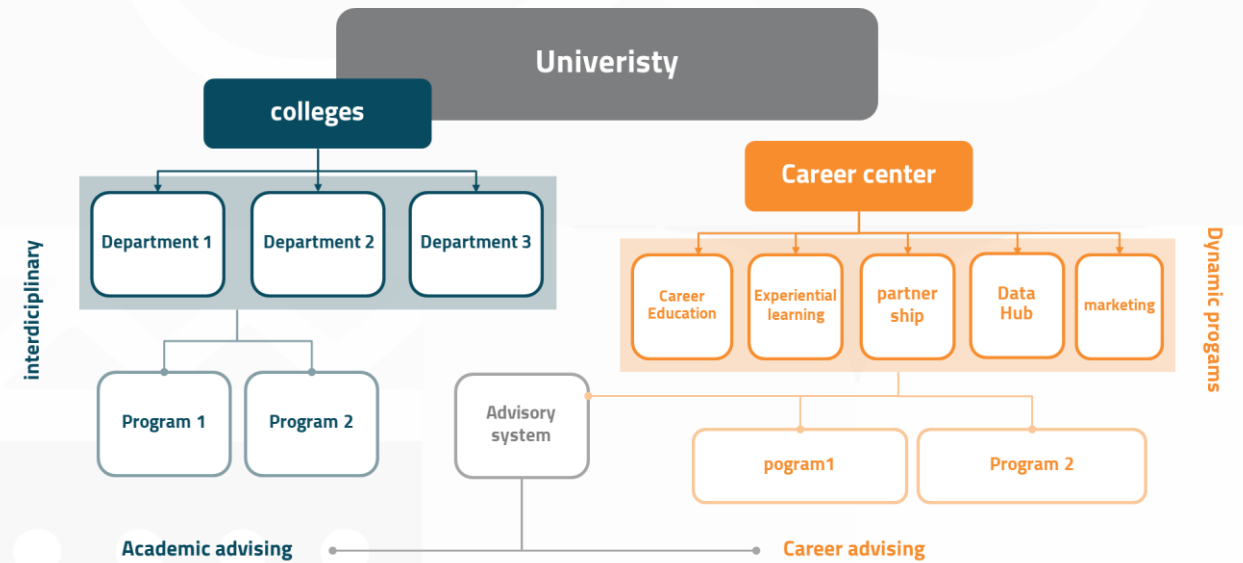 Univeristy
colleges
Career center
Department 1
Department 2
Department 3
interdiciplinary
Career
Education
Experiential
learning
partner
ship
Data
Hub
marketing
Dynamic progams
Program 1
Program 2
Advisory
system
pogram1
Program 2
Academic advising
Career advising